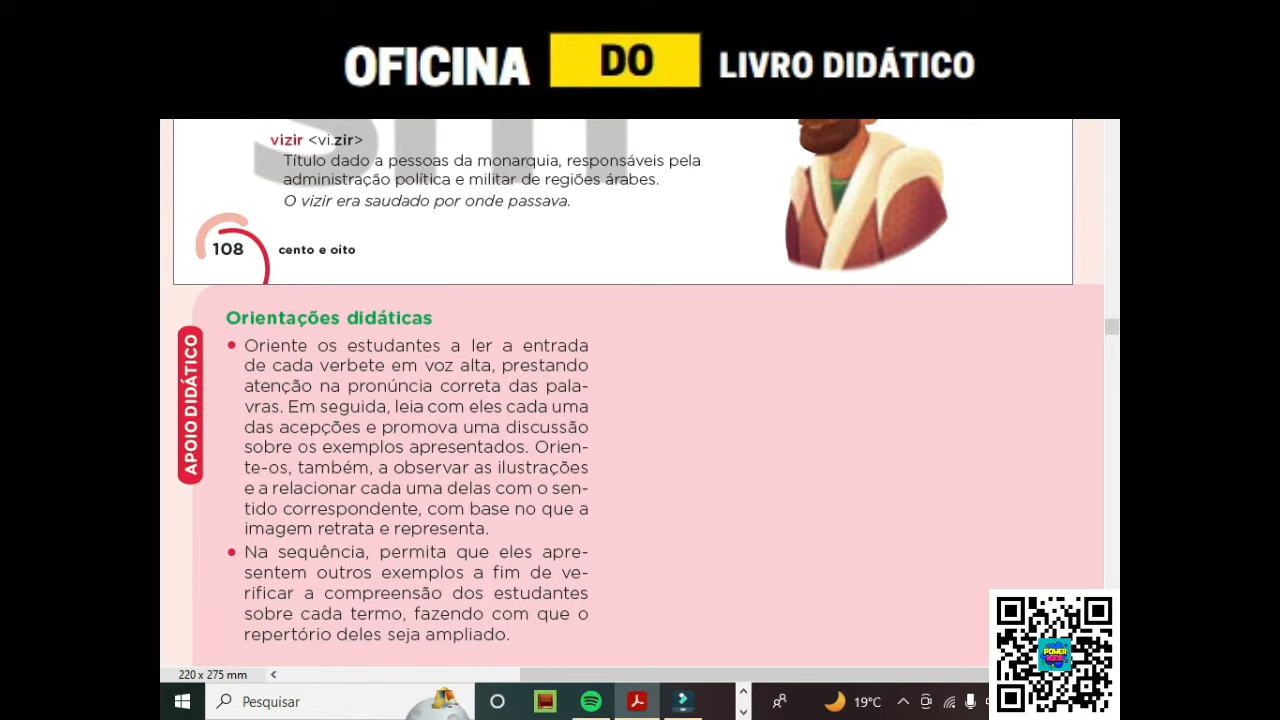 OFICINA DO LIVRO DIDÁTICO
vizir <vi.zir>
Título dado a pessoas da monarquia, responsáveis pela
administração política e militar de regiões árabes.
O vizir era saudado por onde passava.
108 cento e oito
APOIO DIDÁTICO
Orientações didáticas
• Oriente os estudantes a ler a entrada
de cada verbete em voz alta, prestando
atenção na pronúncia correta das pala-
vras. Em seguida, leia com eles cada uma
das acepções e promova uma discussão
sobre os exemplos apresentados. Orien-
te-os, também, a observar as ilustrações
e a relacionar cada uma delas com o sen-
tido correspondente, com base no que a
imagem retrata e representa.
• Na sequência, permita que eles apre-
sentem outros exemplos a fim de ve-
rificar a compreensão dos estudantes
sobre cada termo, fazendo com que o
repertório deles seja ampliado.
220 x 275 mm
Pesquisar
19°C
POWER